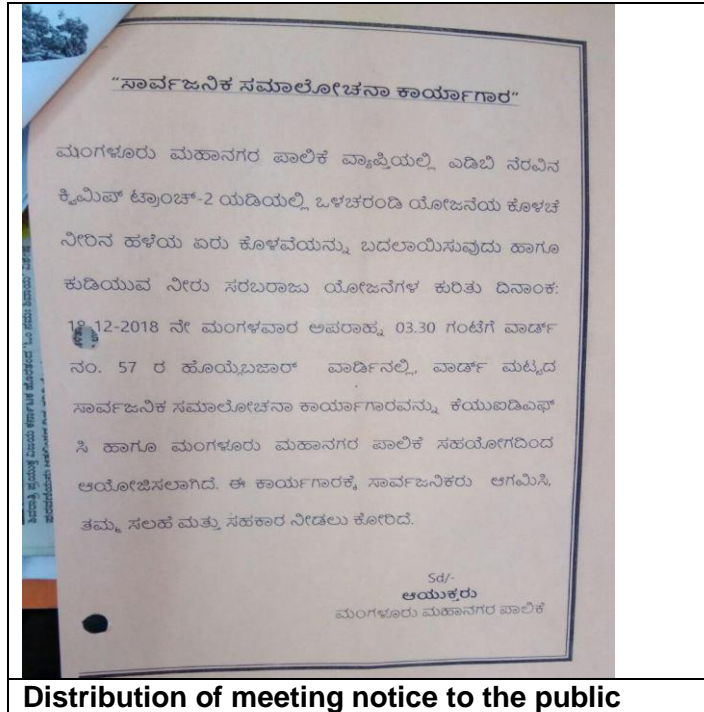 "ಸಾರ್ವಜನಿಕ ಸಮಾಲೋಚನಾ ಕಾರ್ಯಾಗಾರ"
ಮಂಗಳೂರು ಮಹಾನಗರ ಪಾಲಿಕೆ ವ್ಯಾಪ್ತಿಯಲ್ಲಿ ಎಡಿಬಿ ನೆರವಿನ
ಕ್ವಿಮಿಪ್ ಟ್ರಾಂಚ್-2 ಯಡಿಯಲ್ಲಿ ಒಳಚರಂಡಿ ಯೋಜನೆಯ ಕೊಳಚೆ
ನೀರಿನ ಹಳೆಯ ಏರು ಕೊಳವೆಯನ್ನು ಬದಲಾಯಿಸುವುದು ಹಾಗೂ
ಕುಡಿಯುವ ನೀರು ಸರಬರಾಜು ಯೋಜನೆಗಳ ಕುರಿತು ದಿನಾಂಕ:
18-12-2018 ನೇ ಮಂಗಳವಾರ ಅಪರಾಹ್ನ 03.30 ಗಂಟೆಗೆ ವಾರ್ಡ್
ನಂ. 57 ರ ಹೊಯ್ಗೆಬಜಾರ್ ವಾರ್ಡಿನಲ್ಲಿ, ವಾರ್ಡ್ ಮಟ್ಟದ
ಸಾರ್ವಜನಿಕ ಸಮಾಲೋಚನಾ ಕಾರ್ಯಾಗಾರವನ್ನು ಕೆಯುಐಡಿಎಫ್
ಸಿ ಹಾಗೂ ಮಂಗಳೂರು ಮಹಾನಗರ ಪಾಲಿಕೆ ಸಹಯೋಗದಿಂದ
ಆಯೋಜಿಸಲಾಗಿದೆ. ಈ ಕಾರ್ಯಗಾರಕ್ಕೆ ಸಾರ್ವಜನಿಕರು ಆಗಮಿಸಿ,
ತಮ್ಮ ಸಲಹೆ ಮತ್ತು ಸಹಕಾರ ನೀಡಲು ಕೋರಿದೆ.
Sd/-
ಆಯುಕ್ತರು
ಮಂಗಳೂರು ಮಹಾನಗರ ಪಾಲಿಕೆ
Distribution of meeting notice to the public